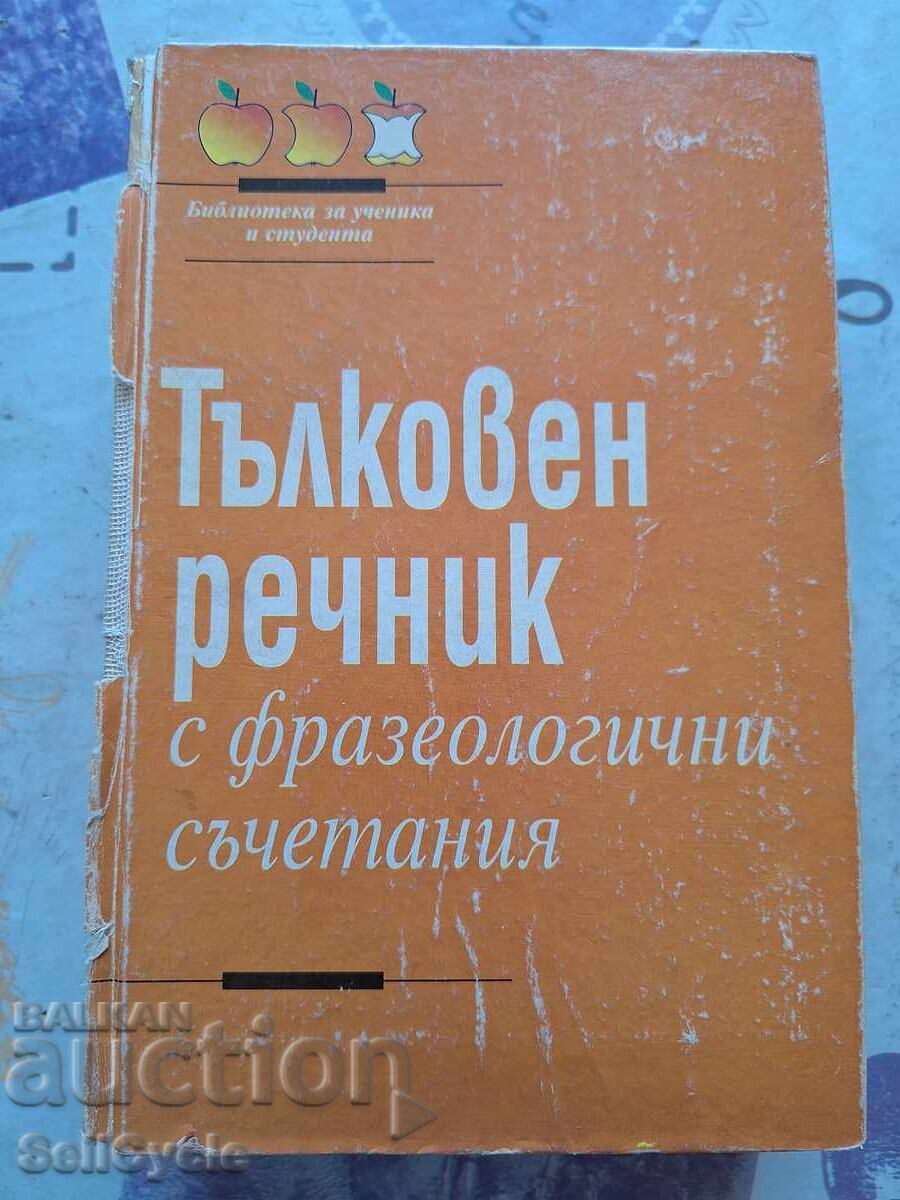 Библиотека за ученика
и студента
Тълковен
речник
с фразеологични
съчетания
BALKAN
auction
SellCycle